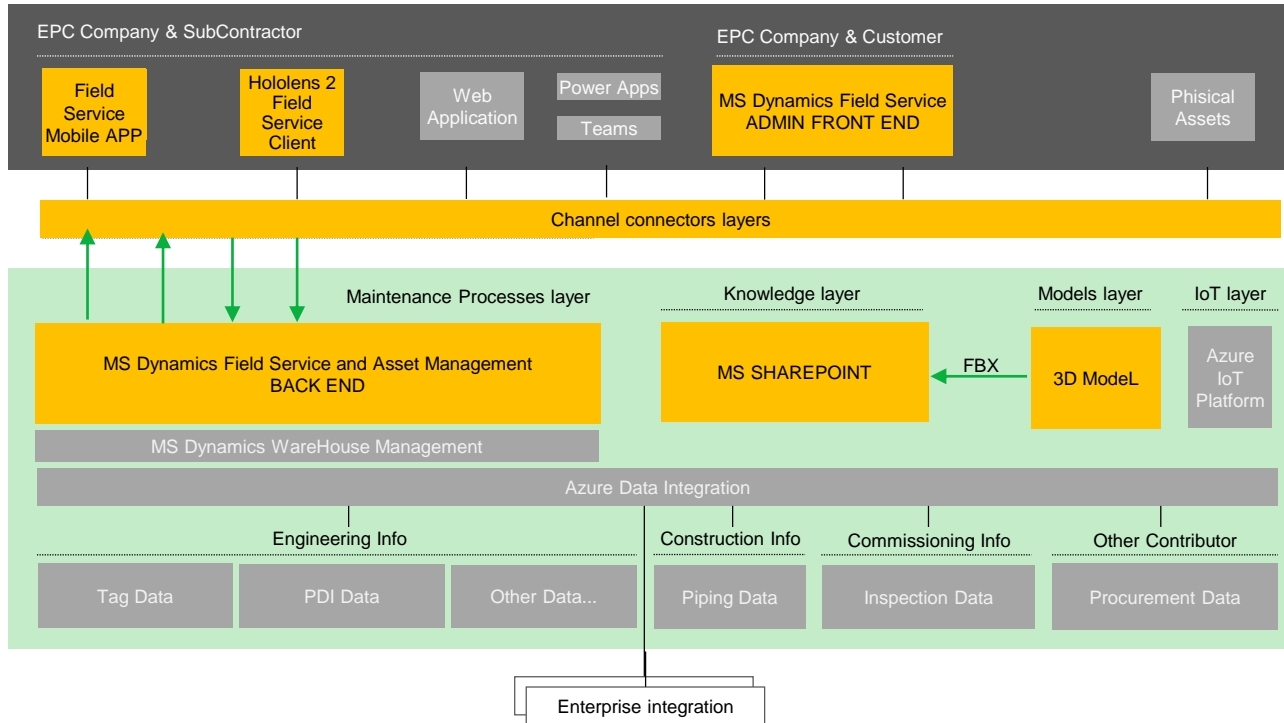 EPC Company & SubContractor
EPC Company & Customer
Field
Service
Mobile APP
Hololens 2
Field
Service
Client
Web
Application
Power Apps
Teams
MS Dynamics Field Service
ADMIN FRONT END
Phisical
Assets
Channel connectors layers
Maintenance Processes layer
Knowledge layer
Models layer
IoT layer
MS Dynamics Field Service and Asset Management
BACK END
MS SHAREPOINT
FBX
3D ModeL
Azure
IoT
Platform
MS Dynamics WareHouse Management
Azure Data Integration
Engineering Info
Construction Info
Commissioning Info
Other Contributor
Tag Data
PDI Data
Other Data...
Piping Data
Inspection Data
Procurement Data
Enterprise integration